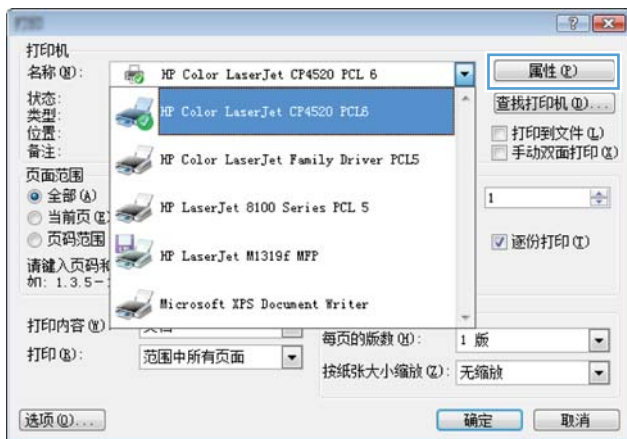 打印机
名称(N): HP Color LaserJet CP4520 PCL 6 属性(P)
状态: HP Color LaserJet CP4520 PCL6 查找打印机(D)...
类型:
位置: 打印到文件(L)
备注: HP Color LaserJet Family Driver PCL5 手动双面打印(X)
页面范围
全部(A) HP LaserJet 8100 Series PCL 5 1
当前页(E)
页码范围 HP LaserJet M1319f MFP 逐份打印(T)
请键入页码和
如: 1.3.5-
Microsoft XPS Document Writer
打印内容(W): 每页的版数(H): 1 版
打印(R): 范围中所有页面 按纸张大小缩放(Z): 无缩放
选项(O)... 确定 取消